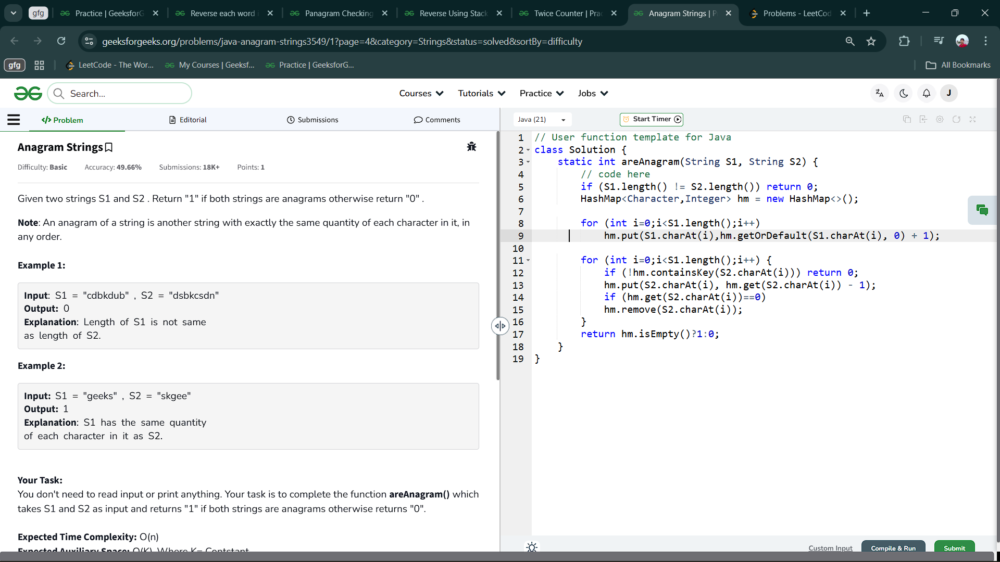 gfg
Practice | GeeksforG
Reverse each word i
Panagram Checking
Reverse Using Stack
Twice Counter | Prac
Anagram Strings | P
Problems - LeetCod
geeksforgeeks.org/problems/java-anagram-strings3549/1?page=4&category=Strings&status=solved&sortBy=difficulty
gfg
LeetCode - The Wor...
My Courses | Geeksf...
Practice | GeeksforG...
All Bookmarks
Search...
Courses
Tutorials
Practice
Jobs
J
</> Problem
Editorial
Submissions
Comments
Java (21)
Start Timer
Anagram Strings
Difficulty: Basic Accuracy: 49.66% Submissions: 18K+ Points: 1
Given two strings S1 and S2 . Return "1" if both strings are anagrams otherwise return "0" .
Note: An anagram of a string is another string with exactly the same quantity of each character in it, in
any order.
Example 1:
Input: S1 = "cdbkdub" , S2 = "dsbkcsdn"
Output: 0
Explanation: Length of S1 is not same
as length of S2.
Example 2:
Input: S1 = "geeks" , S2 = "skgee"
Output: 1
Explanation: S1 has the same quantity
of each character in it as S2.
Your Task:
You don't need to read input or print anything. Your task is to complete the function areAnagram() which
takes S1 and S2 as input and returns "1" if both strings are anagrams otherwise returns "0".
Expected Time Complexity: O(n)
Expected Auxiliary Space: O(K) ,Where K= Contstant
1 // User function template for Java
2 class Solution {
3 static int areAnagram(String S1, String S2) {
4 // code here
5 if (S1.length() != S2.length()) return 0;
6 HashMap<Character,Integer> hm = new HashMap<>();
7
8 for (int i=0;i<S1.length();i++)
9 hm.put(S1.charAt(i),hm.getOrDefault(S1.charAt(i), 0) + 1);
10
11 for (int i=0;i<S1.length();i++) {
12 if (!hm.containsKey(S2.charAt(i))) return 0;
13 hm.put(S2.charAt(i), hm.get(S2.charAt(i)) - 1);
14 if (hm.get(S2.charAt(i))==0)
15 hm.remove(S2.charAt(i));
16 }
17 return hm.isEmpty()?1:0;
18 }
19 }
Custom Input
Compile & Run
Submit